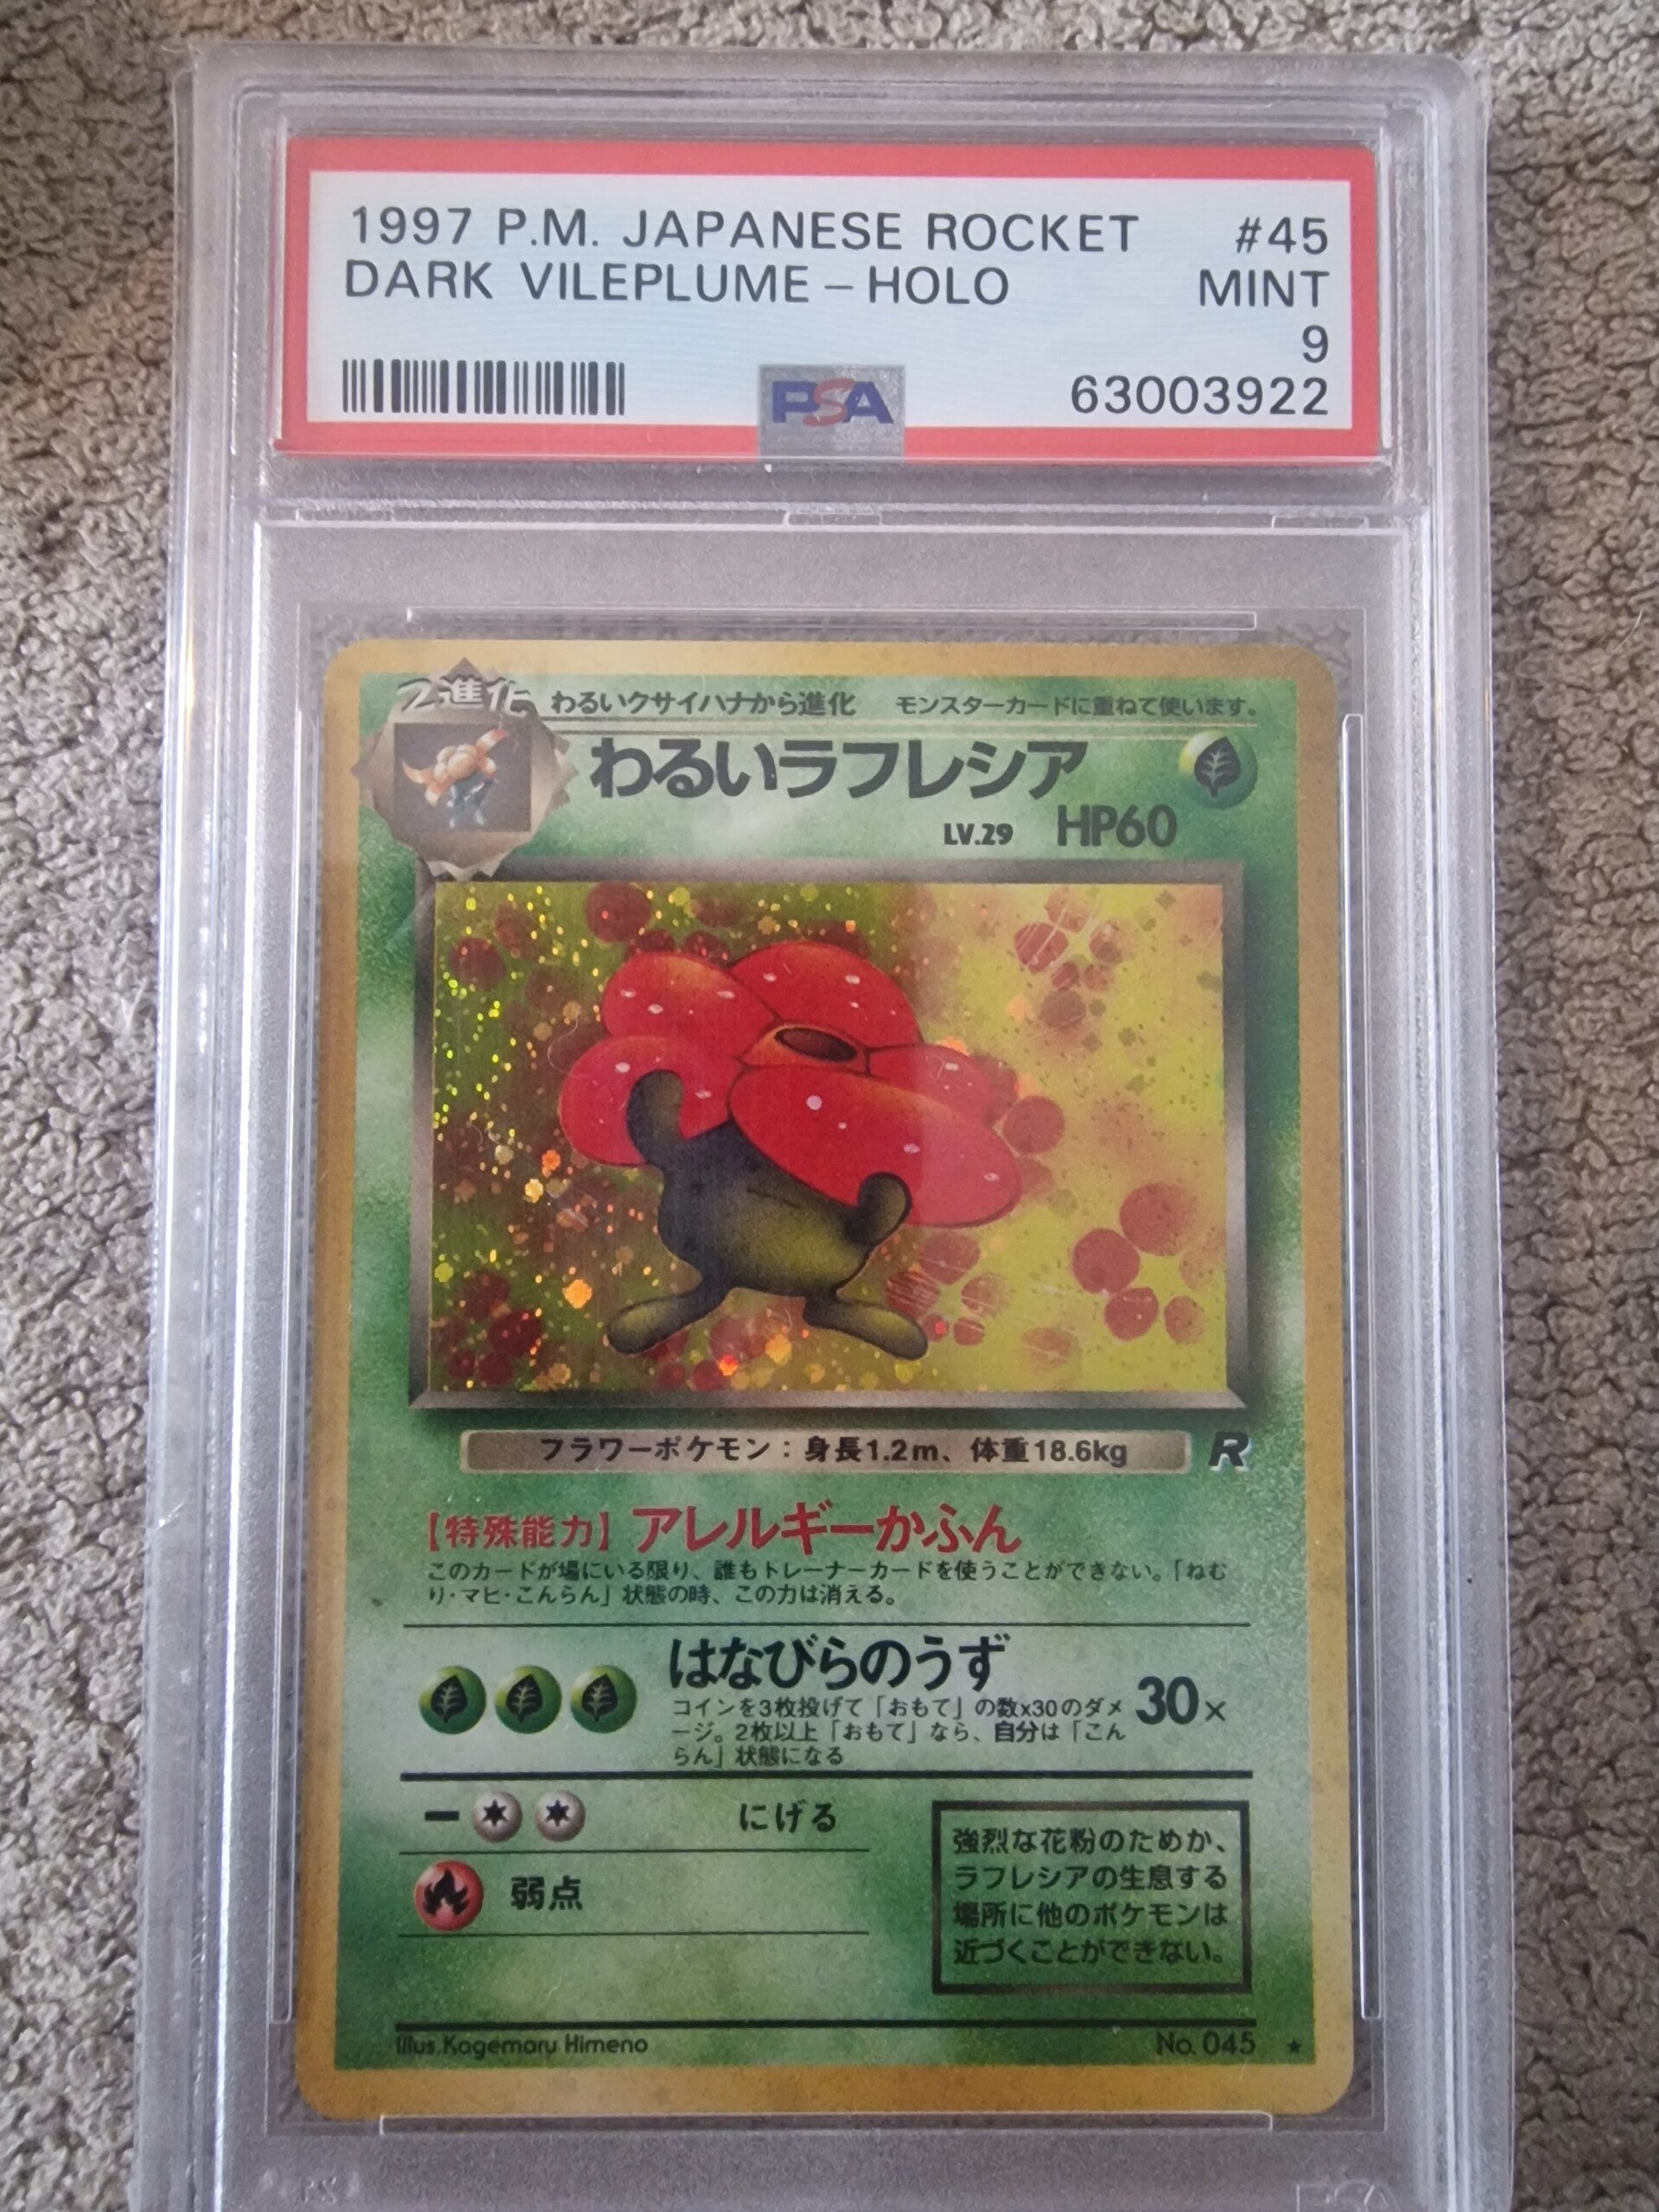 1997 P.M. JAPANESE ROCKET #45
DARK VILEPLUME – HOLO MINT
9
PSA 63003922
2進化 わるいクサイハナから進化 モンスターカードに重ねて使います。
わるいラフレシア
LV.29 HP60
フラワーポケモン:身長1.2m、体重18.6kg R
【特殊能力】アレルギーかふん
このカードが場にいる限り、誰もトレーナーカードを使うことができない。「ねむ
り・マヒ・こんらん」状態の時、この力は消える。
はなびらのうず
コインを3枚投げて「おもて」の数x30のダメ 30×
ージ。2枚以上「おもて」なら、自分は「こん
らん」状態になる
ー にげる
弱点
強烈な花粉のためか、
ラフレシアの生息する
場所に他のポケモンは
近づくことができない。
Illus.Kagemaru Himeno No. 045 ★
PSA